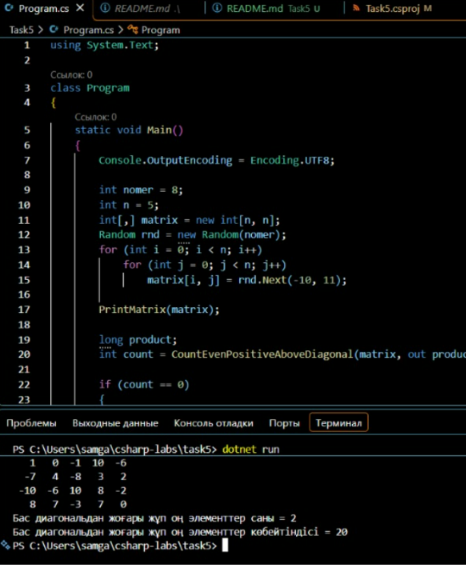 Program.cs × README.md .\ README.md Task5 U Task5.csproj M
Task5 > Program.cs > Program
1 using System.Text;
2
Ссылок: 0
3 class Program
4 {
Ссылок: 0
5 static void Main()
6 {
7 Console.OutputEncoding = Encoding.UTF8;
8
9 int nomer = 8;
10 int n = 5;
11 int[,] matrix = new int[n, n];
12 Random rnd = new Random(nomer);
13 for (int i = 0; i < n; i++)
14 for (int j = 0; j < n; j++)
15 matrix[i, j] = rnd.Next(-10, 11);
16
17 PrintMatrix(matrix);
18
19 long product;
20 int count = CountEvenPositiveAboveDiagonal(matrix, out produc
21
22 if (count == 0)
23 {
Проблемы Выходные данные Консоль отладки Порты Терминал
PS C:\Users\samga\csharp-labs\task5> dotnet run
1 0 -1 10 -6
-7 4 -8 3 2
-10 -6 10 8 -2
8 7 -3 7 0
Бас диагональдан жоғары жұп оң элементтер саны = 2
Бас диагональдан жоғары жұп оң элементтер көбейтіндісі = 20
PS C:\Users\samga\csharp-labs\task5>